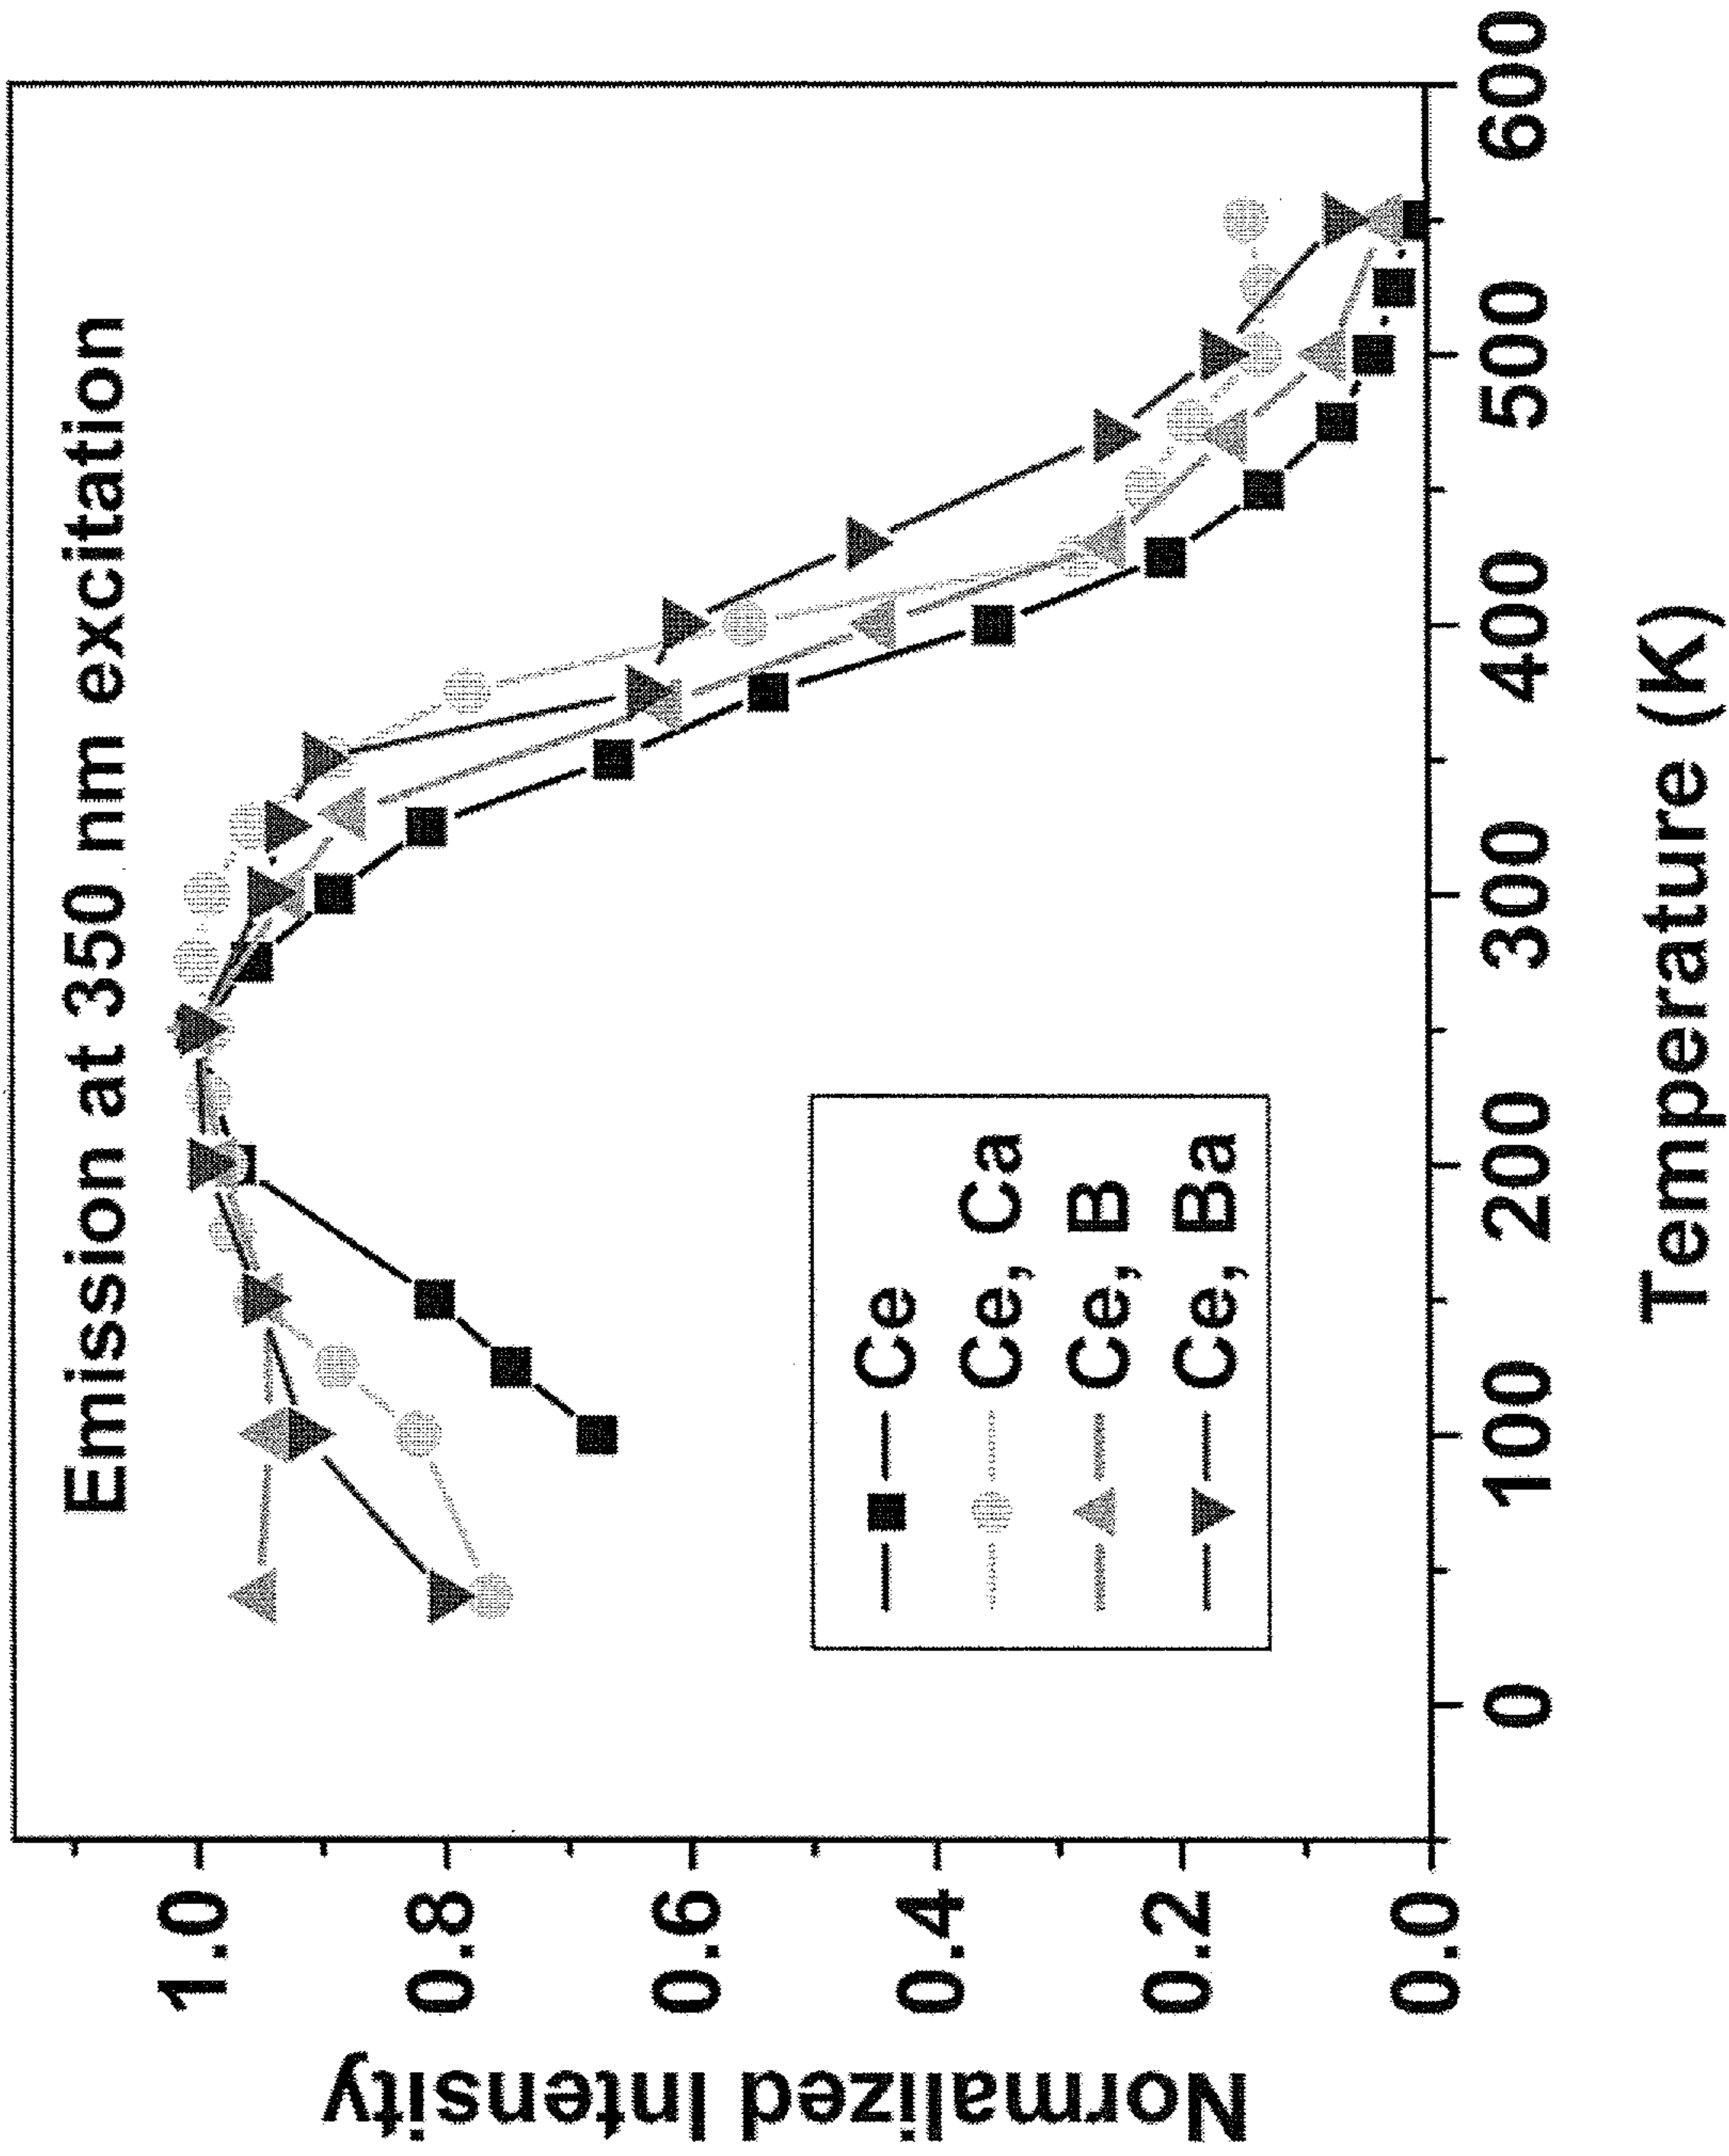 Emission at 350 nm excitation
Normalized Intensity
1.0
0.8
0.6
0.4
0.2
0.0
Ce
Ce, Ca
Ce, B
Ce, Ba
0 100 200 300 400 500 600
Temperature (K)